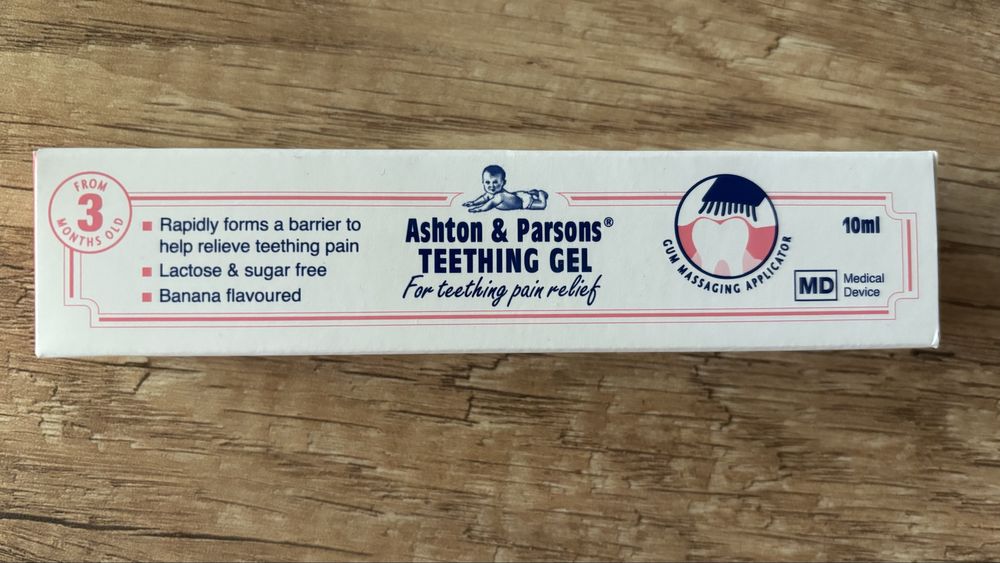 FROM
3
MONTHS OLD
Rapidly forms a barrier to
help relieve teething pain
Lactose & sugar free
Banana flavoured
Ashton & Parsons®
TEETHING GEL
For teething pain relief
GUM MASSAGING APPLICATOR
10ml
MD
Medical
Device